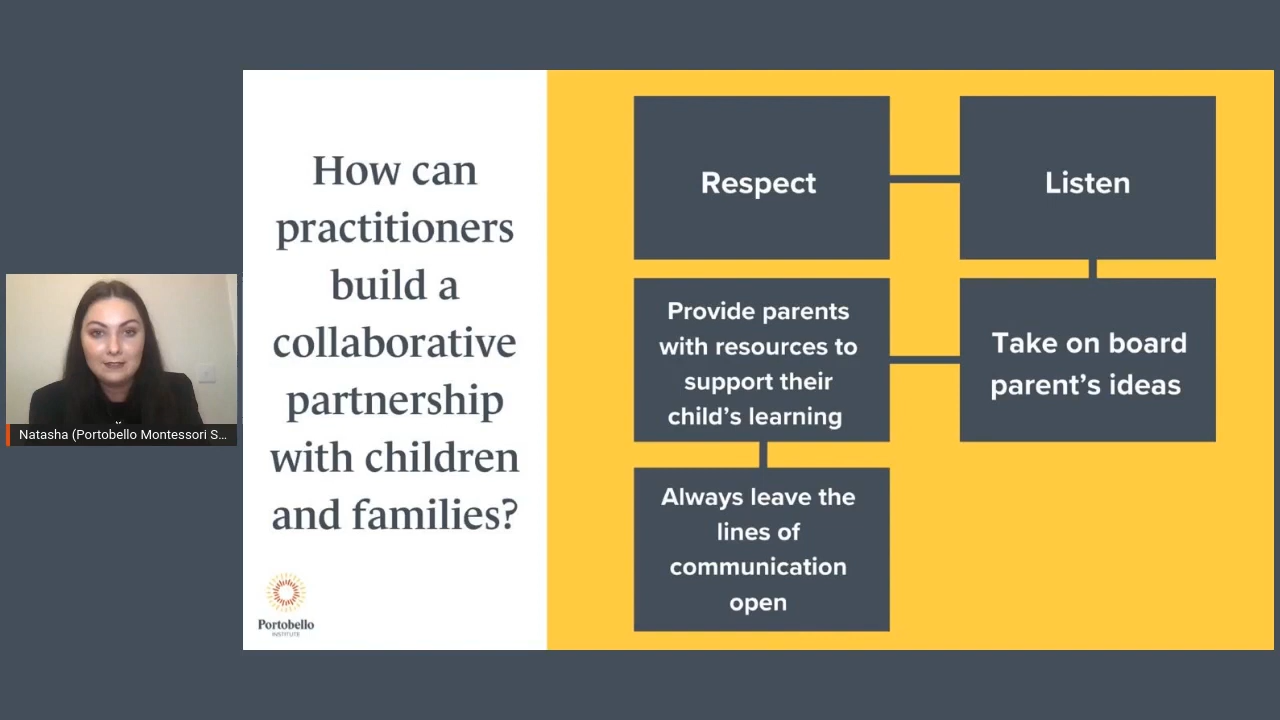 How can
practitioners
build a
collaborative
partnership
with children
and families?
Respect
Listen
Provide parents
with resources to
support their
child's learning
Take on board
parent's ideas
Always leave the
lines of
communication
open
Natasha (Portobello Montessori S...
Portobello
INSTITUTE